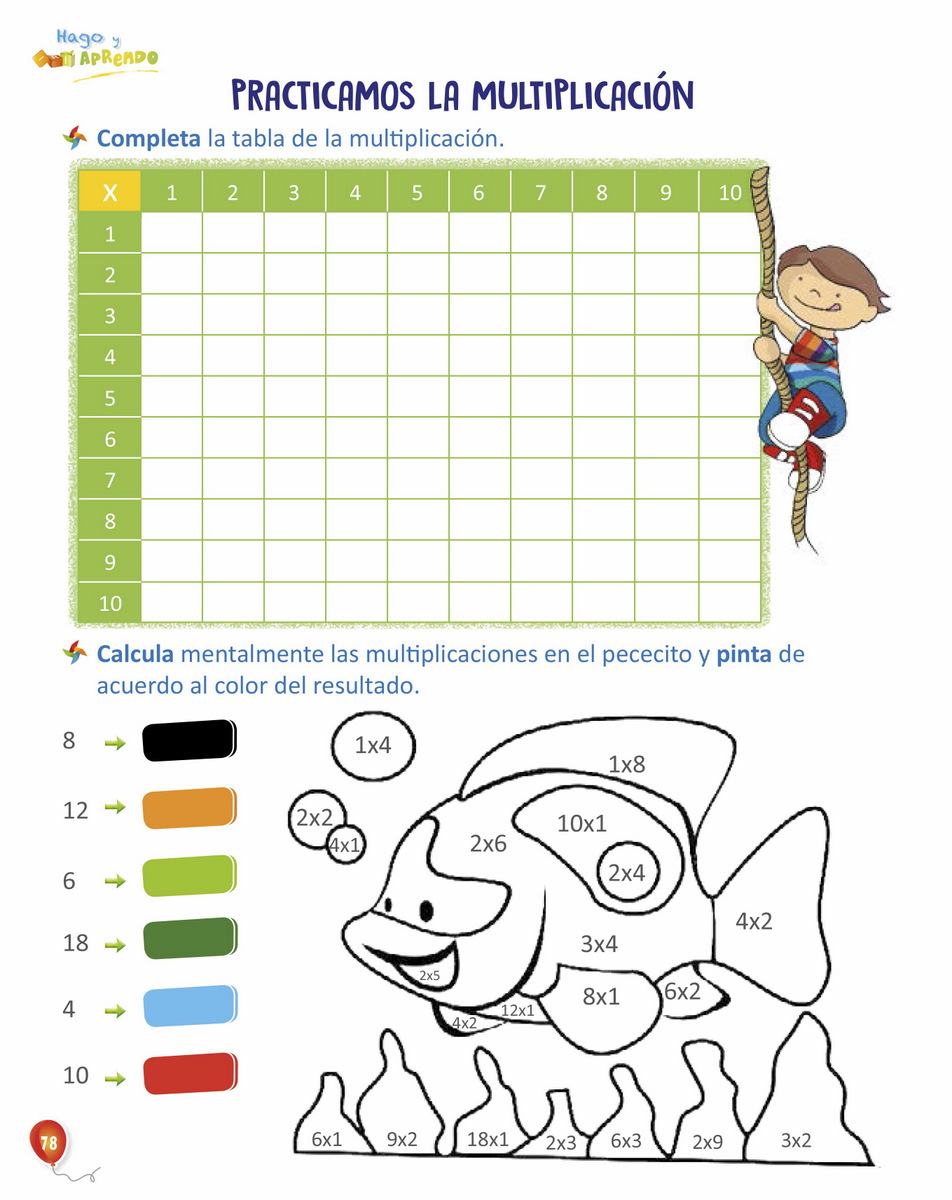 Hago y
APRENDO
PRACTICAMOS LA MULTIPLICACIÓN
Completa la tabla de la multiplicación.
X 1 2 3 4 5 6 7 8 9 10
1
2
3
4
5
6
7
8
9
10
Calcula mentalmente las multiplicaciones en el pececito y pinta de
acuerdo al color del resultado.
8
12
6
18
4
10
1x4
1x8
2x2
4x1
2x6
10x1
2x4
4x2
3x4
2x5
8x1
6x2
12x1
4x2
6x1 9x2 18x1 2x3 6x3 2x9 3x2
78